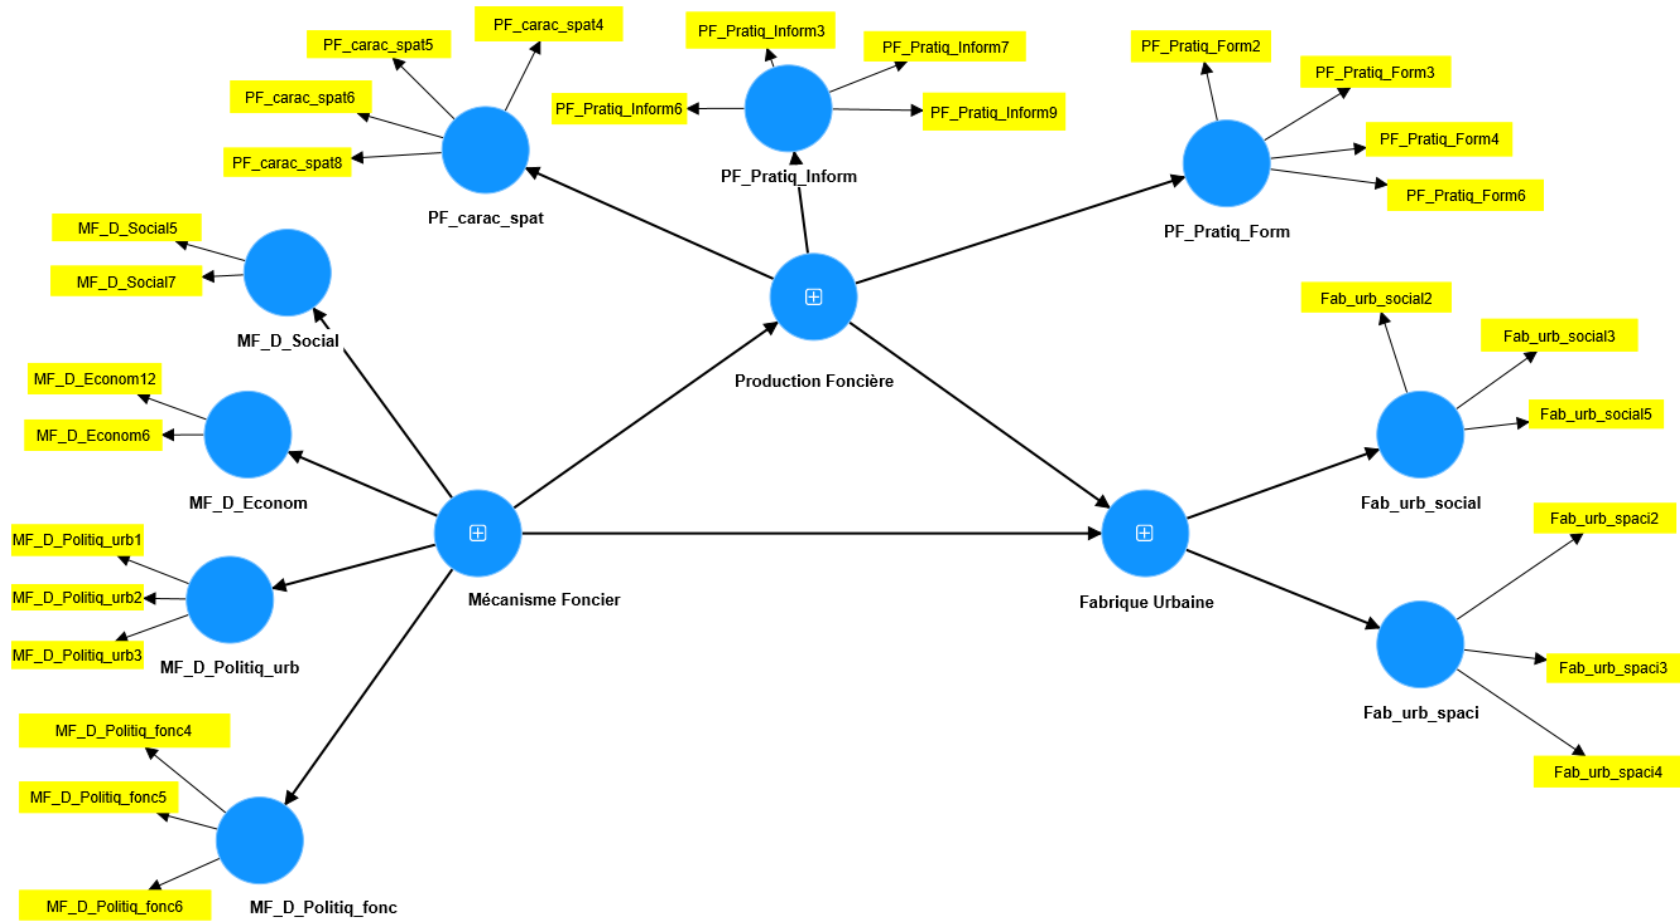 PF_carac_spat4
PF_carac_spat5
PF_carac_spat6
PF_carac_spat8
PF_carac_spat
PF_Pratiq_Inform3
PF_Pratiq_Inform7
PF_Pratiq_Inform6
PF_Pratiq_Inform9
PF_Pratiq_Inform
PF_Pratiq_Form2
PF_Pratiq_Form3
PF_Pratiq_Form4
PF_Pratiq_Form6
PF_Pratiq_Form
MF_D_Social5
MF_D_Social7
MF_D_Social
Production Foncière
MF_D_Econom12
MF_D_Econom6
MF_D_Econom
Fab_urb_social2
Fab_urb_social3
Fab_urb_social5
Fab_urb_social
MF_D_Politiq_urb1
MF_D_Politiq_urb2
MF_D_Politiq_urb3
MF_D_Politiq_urb
Mécanisme Foncier
Fabrique Urbaine
Fab_urb_spaci2
Fab_urb_spaci3
Fab_urb_spaci4
Fab_urb_spaci
MF_D_Politiq_fonc4
MF_D_Politiq_fonc5
MF_D_Politiq_fonc6
MF_D_Politiq_fonc